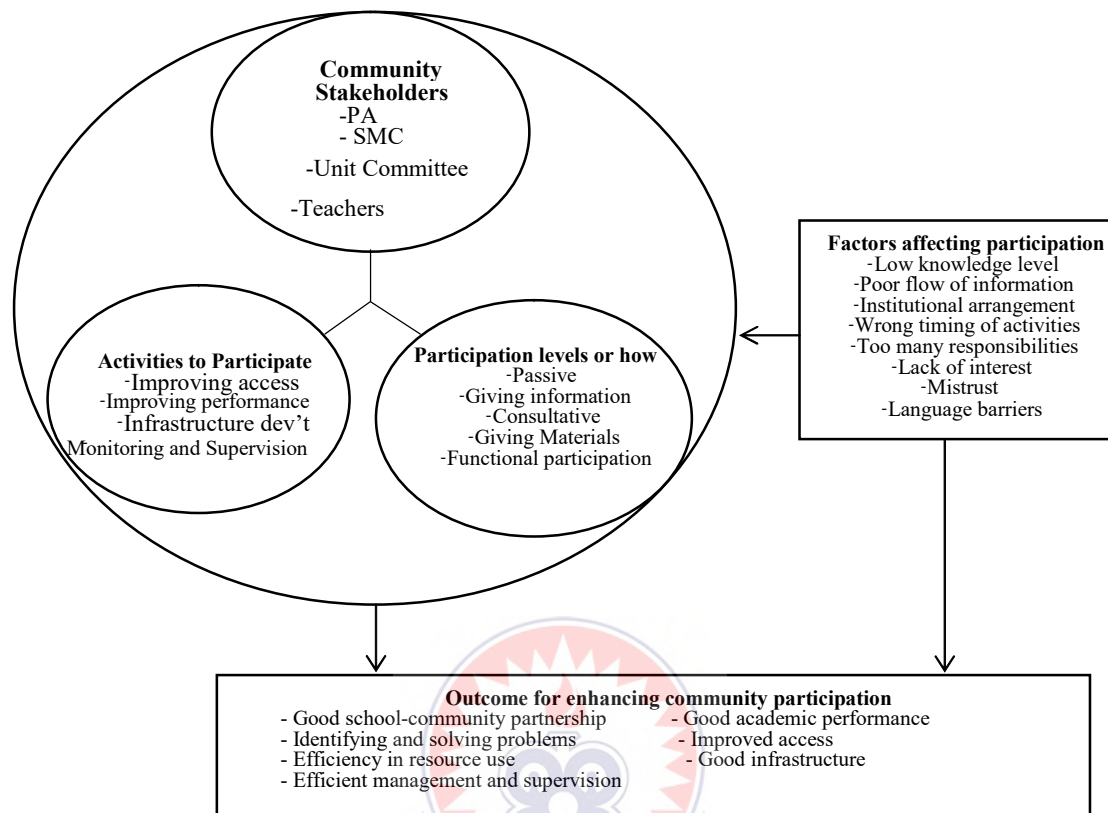 Community
Stakeholders
-PA
- SMC
-Unit Committee
-Teachers
Activities to Participate
-Improving access
-Improving performance
-Infrastructure dev't
Monitoring and Supervision
Participation levels or how
-Passive
-Giving information
-Consultative
-Giving Materials
-Functional participation
Factors affecting participation
-Low knowledge level
-Poor flow of information
-Institutional arrangement
-Wrong timing of activities
-Too many responsibilities
-Lack of interest
-Mistrust
-Language barriers
Outcome for enhancing community participation
- Good school-community partnership
- Identifying and solving problems
- Efficiency in resource use
- Efficient management and supervision
- Good academic performance
- Improved access
- Good infrastructure